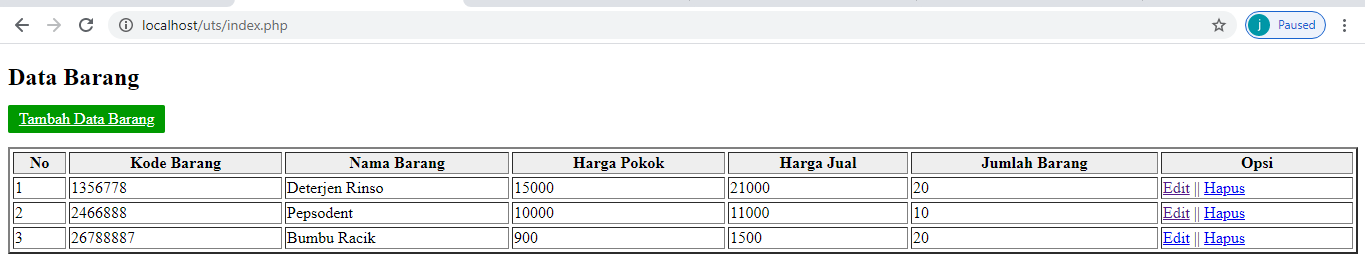 localhost/uts/index.php
j Paused
Data Barang
Tambah Data Barang
No Kode Barang Nama Barang Harga Pokok Harga Jual Jumlah Barang Opsi
1 1356778 Deterjen Rinso 15000 21000 20 Edit || Hapus
2 2466888 Pepsodent 10000 11000 10 Edit || Hapus
3 26788887 Bumbu Racik 900 1500 20 Edit || Hapus